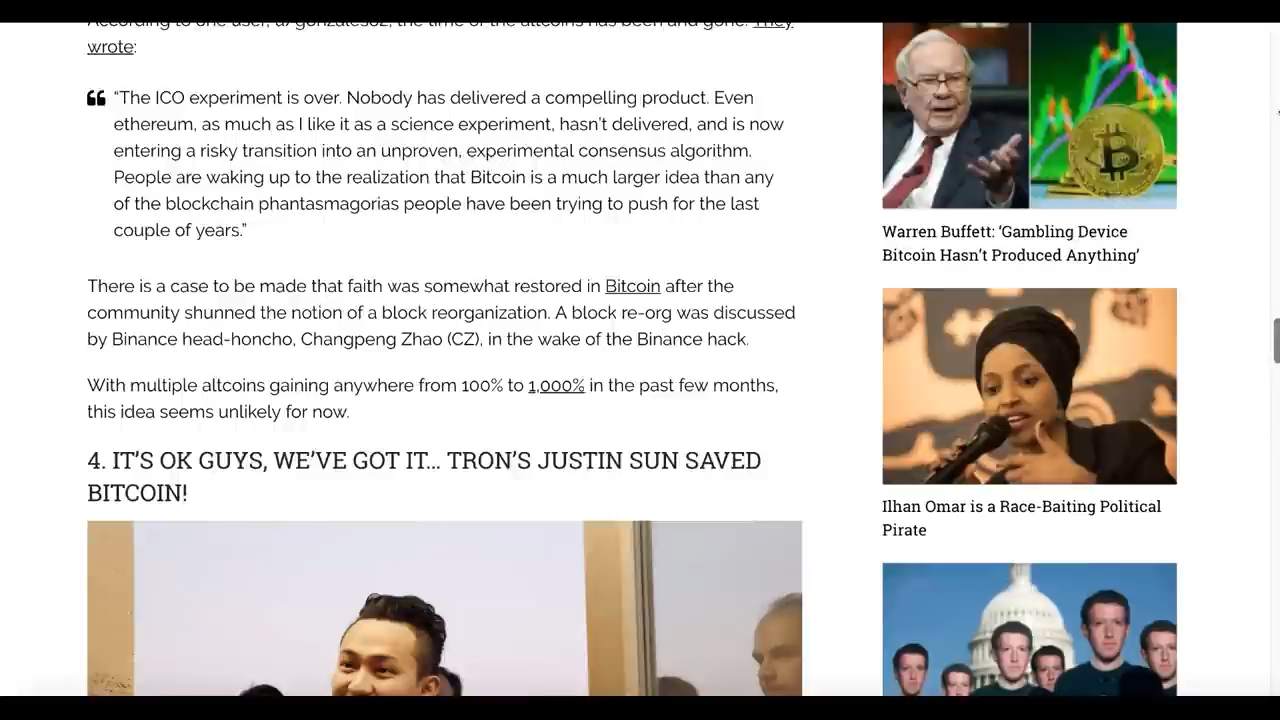 wrote:
“The ICO experiment is over. Nobody has delivered a compelling product. Even
ethereum, as much as I like it as a science experiment, hasn’t delivered, and is now
entering a risky transition into an unproven, experimental consensus algorithm.
People are waking up to the realization that Bitcoin is a much larger idea than any
of the blockchain phantasmagorias people have been trying to push for the last
couple of years.”
There is a case to be made that faith was somewhat restored in Bitcoin after the
community shunned the notion of a block reorganization. A block re-org was discussed
by Binance head-honcho, Changpeng Zhao (CZ), in the wake of the Binance hack.
With multiple altcoins gaining anywhere from 100% to 1,000% in the past few months,
this idea seems unlikely for now.
4. IT’S OK GUYS, WE’VE GOT IT… TRON’S JUSTIN SUN SAVED
BITCOIN!
Warren Buffett: ‘Gambling Device
Bitcoin Hasn’t Produced Anything’
Ilhan Omar is a Race-Baiting Political
Pirate